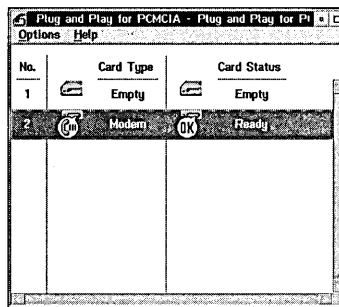 Plug and Play for PCMCIA - Plug and Play for P
Options Help
No. Card Type Card Status
1 Empty Empty
2 Modem OK Ready